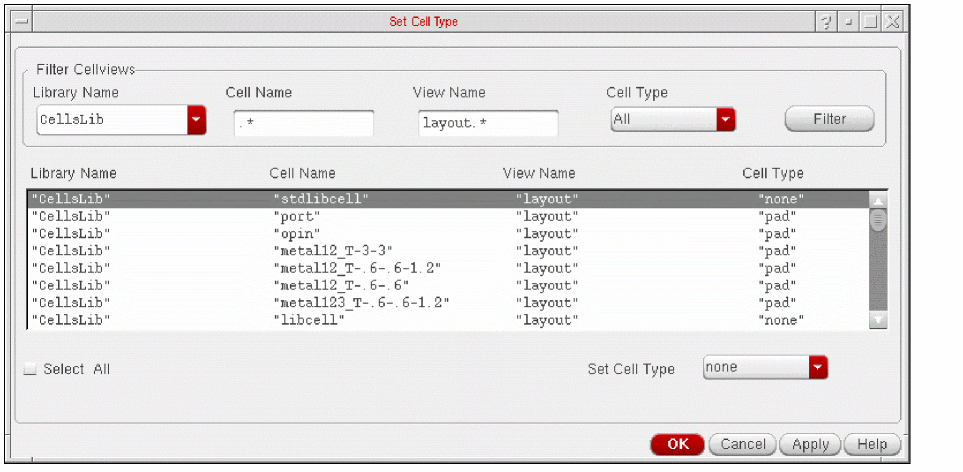 Set Cell Type
Filter Cellviews
Library Name Cell Name View Name Cell Type
CellsLib .* layout.* All Filter
Library Name Cell Name View Name Cell Type
"CellsLib" "stdlibcell" "layout" "none"
"CellsLib" "port" "layout" "pad"
"CellsLib" "opin" "layout" "pad"
"CellsLib" "metal12_T-3-3" "layout" "pad"
"CellsLib" "metal12_T-.6-.6-1.2" "layout" "pad"
"CellsLib" "metal12_T-.6-.6" "layout" "pad"
"CellsLib" "metal123_T-.6-.6-1.2" "layout" "pad"
"CellsLib" "libcell" "layout" "none"
Select All Set Cell Type none
OK Cancel Apply Help